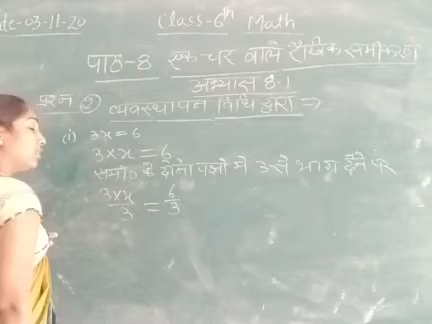 Date-03-11-20 Class-6th Math
पाठ-8 एक चर वाले रैखिक समीकरण
अभ्यास 8.1
प्रश्न ② व्यवस्थापन विधि द्वारा ⇒
(i) 3x = 6
3×x = 6
समी० के दोनो पक्षो मे 3 से भाग देने पर
3×x/3 = 6/3